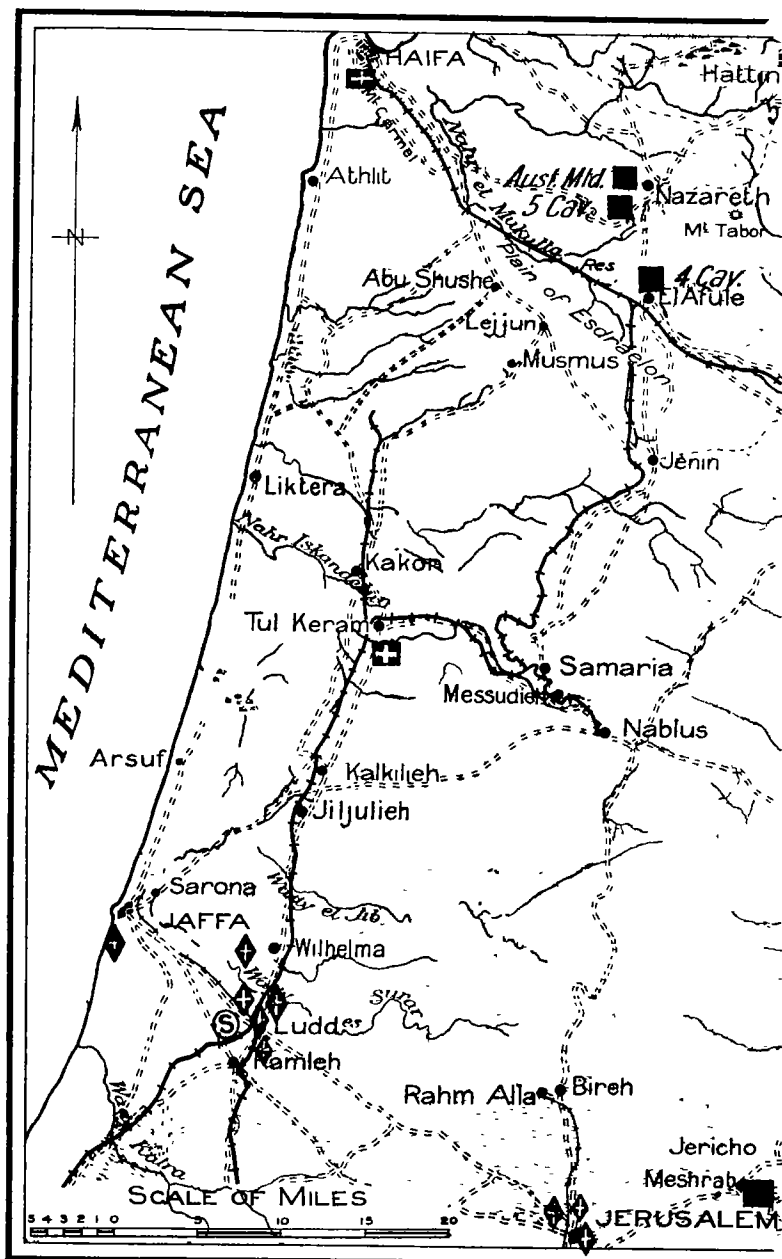 HAIFA
Mt. Carmel
Hattin
Athlit
Nahr el Mukutta
Aust Mtd.
5 Cav.
Nazareth
Mt. Tabor
4 Cav.
Res
El Afule
Abu Shushe
Plain of Esdraelon
Lejjun
Musmus
MEDITERRANEAN SEA
N
Jenin
Liktera
Nahr Iskanderun
Kakon
Tul Keram
Samaria
Messudieh
Nablus
Arsuf
Kalkilieh
Jiljulieh
Sarona
JAFFA
Wady el Jib
Wilhelma
Wady es Surar
S
Ludd
Ramleh
Rahm Alla
Bireh
Jericho
Meshrah
JERUSALEM
SCALE OF MILES
5 4 3 2 1 0 5 10 15 20